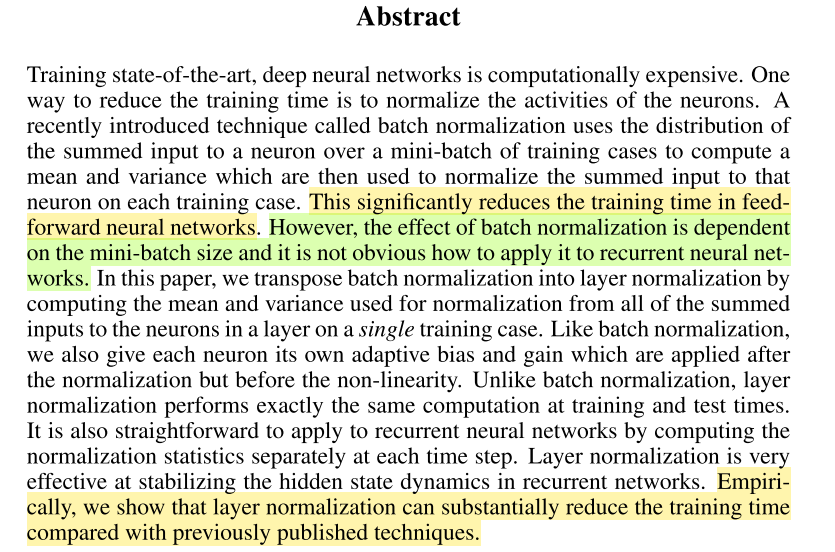 Abstract
Training state-of-the-art, deep neural networks is computationally expensive. One
way to reduce the training time is to normalize the activities of the neurons. A
recently introduced technique called batch normalization uses the distribution of
the summed input to a neuron over a mini-batch of training cases to compute a
mean and variance which are then used to normalize the summed input to that
neuron on each training case. This significantly reduces the training time in feed-
forward neural networks. However, the effect of batch normalization is dependent
on the mini-batch size and it is not obvious how to apply it to recurrent neural net-
works. In this paper, we transpose batch normalization into layer normalization by
computing the mean and variance used for normalization from all of the summed
inputs to the neurons in a layer on a single training case. Like batch normalization,
we also give each neuron its own adaptive bias and gain which are applied after
the normalization but before the non-linearity. Unlike batch normalization, layer
normalization performs exactly the same computation at training and test times.
It is also straightforward to apply to recurrent neural networks by computing the
normalization statistics separately at each time step. Layer normalization is very
effective at stabilizing the hidden state dynamics in recurrent networks. Empiri-
cally, we show that layer normalization can substantially reduce the training time
compared with previously published techniques.